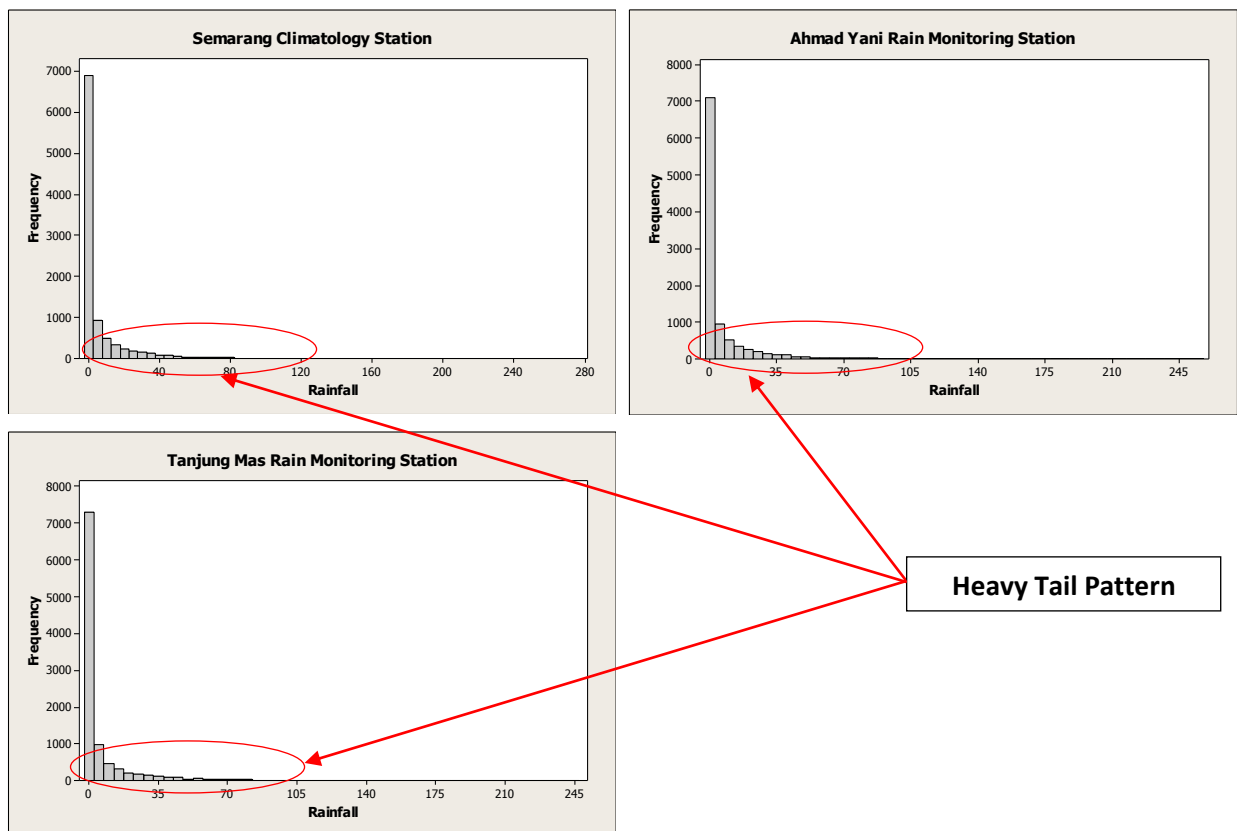 Semarang Climatology Station
7000
6000
5000
4000
3000
2000
1000
0
Frequency
0 40 80 120 160 200 240 280
Rainfall
Ahmad Yani Rain Monitoring Station
8000
7000
6000
5000
4000
3000
2000
1000
0
Frequency
0 35 70 105 140 175 210 245
Rainfall
Tanjung Mas Rain Monitoring Station
8000
7000
6000
5000
4000
3000
2000
1000
0
Frequency
0 35 70 105 140 175 210 245
Rainfall
Heavy Tail Pattern